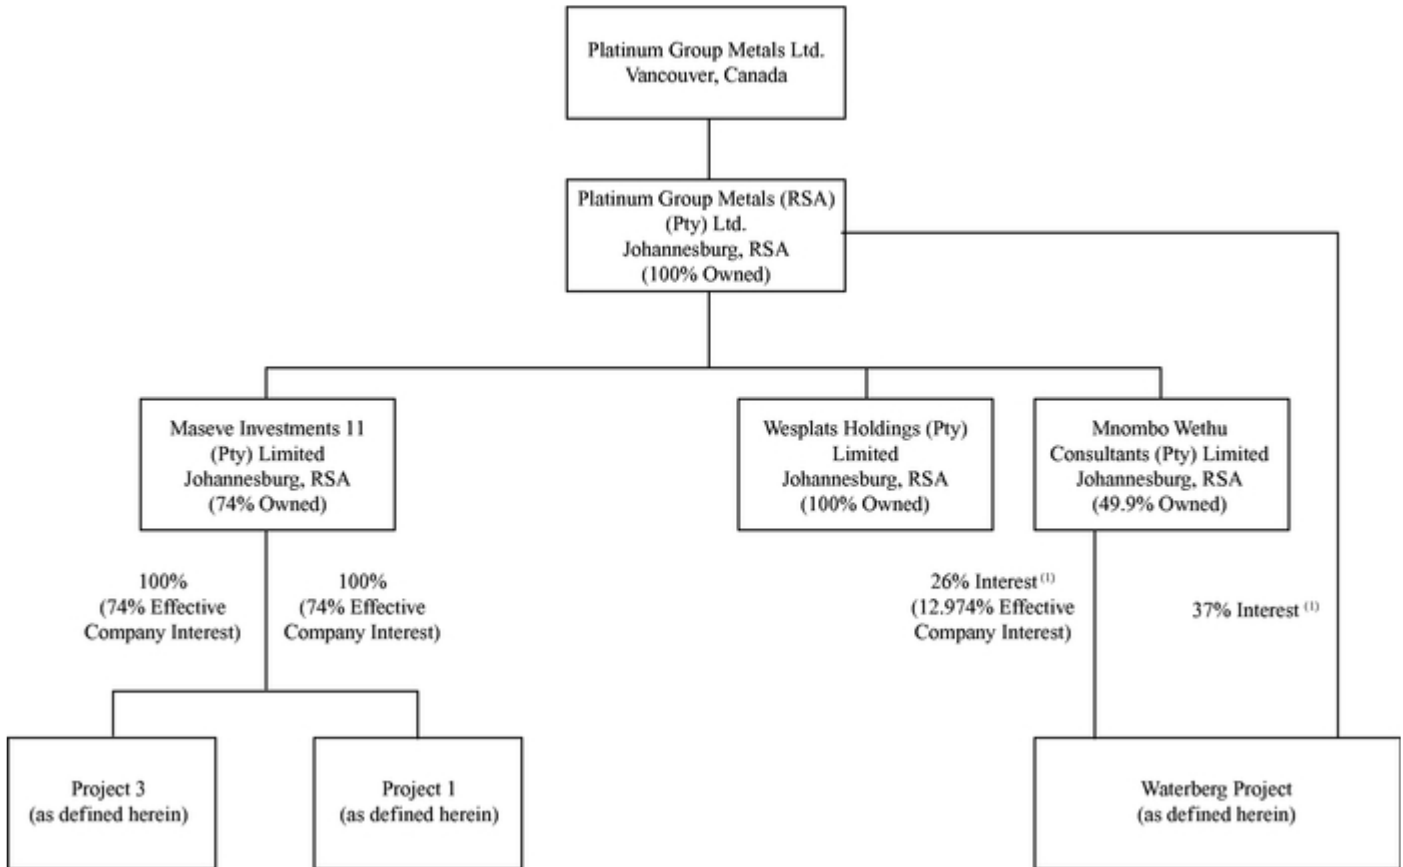 Platinum Group Metals Ltd.
Vancouver, Canada
Platinum Group Metals (RSA)
(Pty) Ltd.
Johannesburg, RSA
(100% Owned)
Maseve Investments 11
(Pty) Limited
Johannesburg, RSA
(74% Owned)
Wesplats Holdings (Pty)
Limited
Johannesburg, RSA
(100% Owned)
Mnombo Wethu
Consultants (Pty) Limited
Johannesburg, RSA
(49.9% Owned)
100%
(74% Effective
Company Interest)
100%
(74% Effective
Company Interest)
26% Interest (1)
(12.974% Effective
Company Interest)
37% Interest (1)
Project 3
(as defined herein)
Project 1
(as defined herein)
Waterberg Project
(as defined herein)